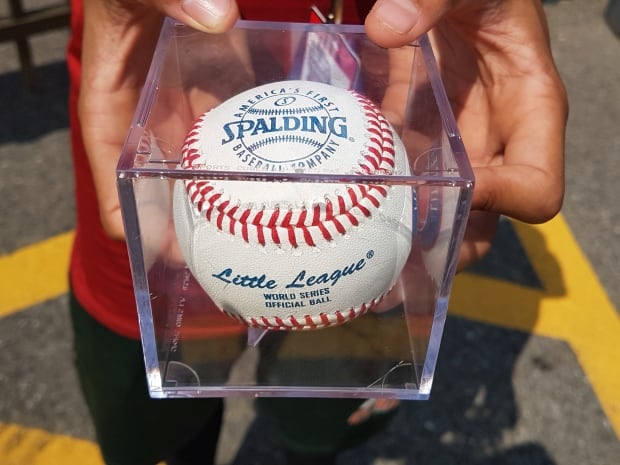 AMERICA'S FIRST
S
SPALDING®
BASEBALL COMPANY
Little League®
WORLD SERIES
OFFICIAL BALL